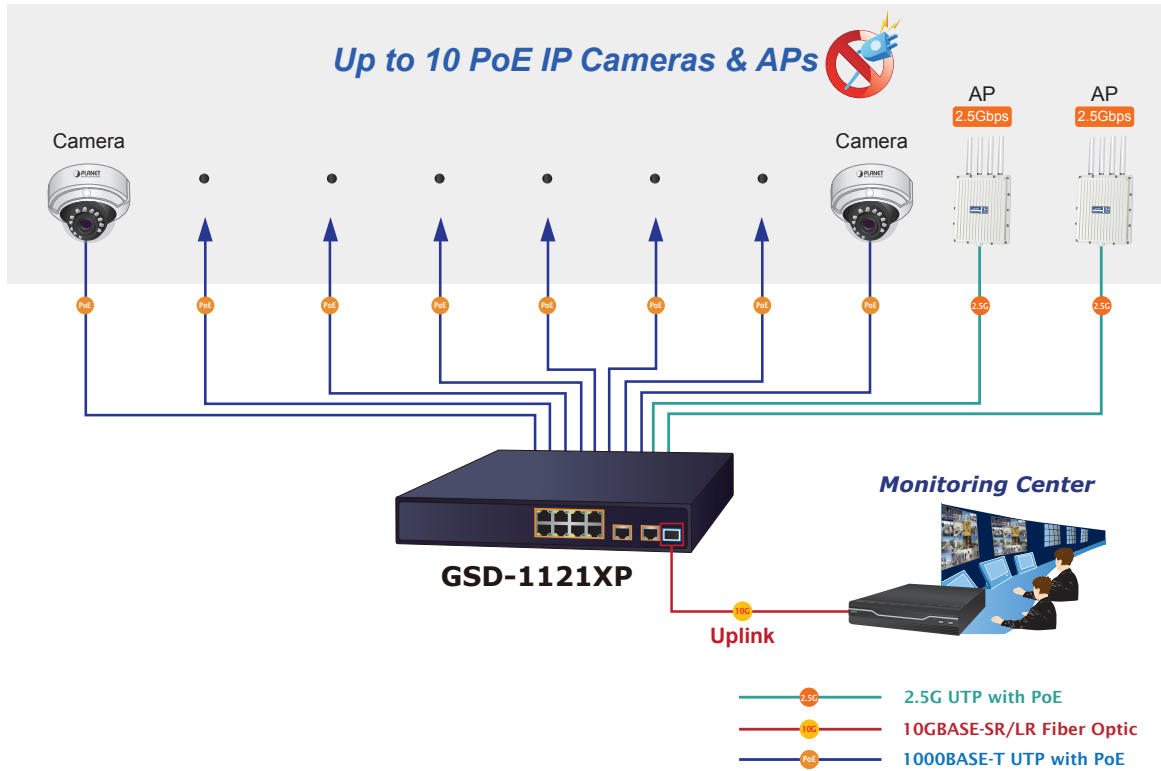 Up to 10 PoE IP Cameras & APs
AP
AP
2.5Gbps
2.5Gbps
Camera
Camera
PLANET
PLANET
PoE
PoE
PoE
PoE
PoE
PoE
PoE
PoE
2.5G
2.5G
Monitoring Center
GSD-1121XP
10G
Uplink
2.5G 2.5G UTP with PoE
10G 10GBASE-SR/LR Fiber Optic
PoE 1000BASE-T UTP with PoE